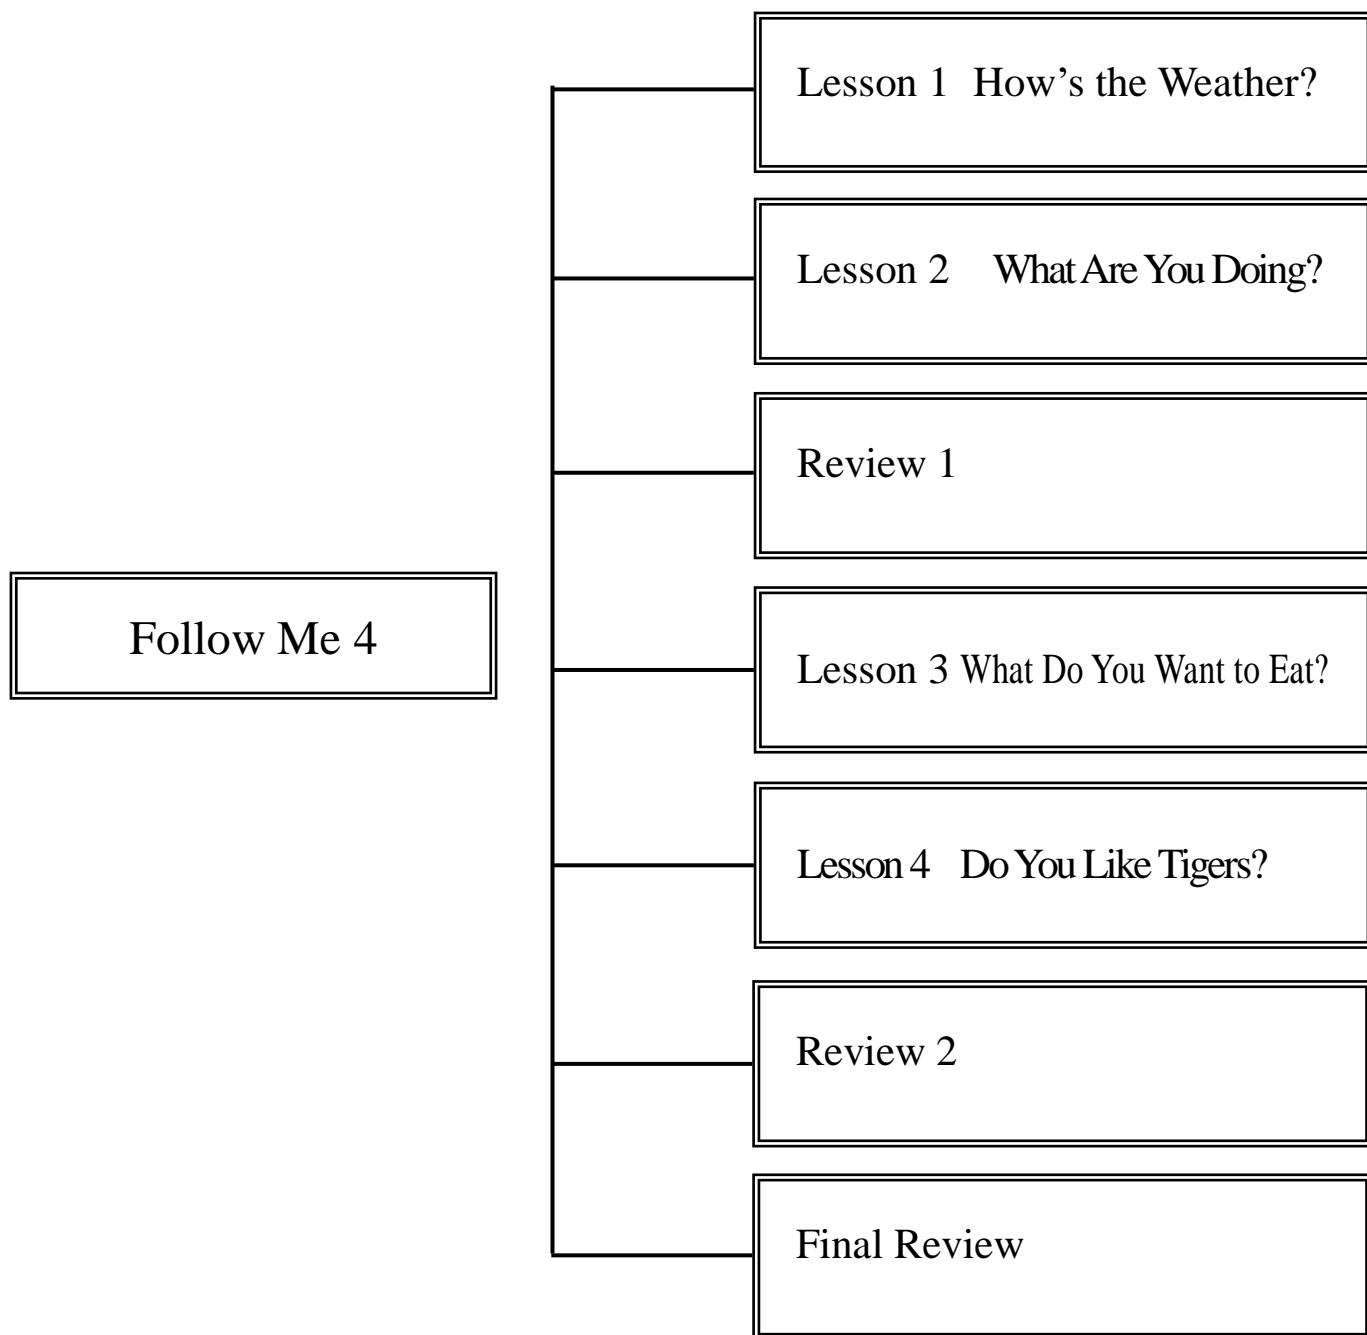 Follow Me 4
Lesson 1 How’s the Weather?
Lesson 2 What Are You Doing?
Review 1
Lesson 3 What Do You Want to Eat?
Lesson 4 Do You Like Tigers?
Review 2
Final Review